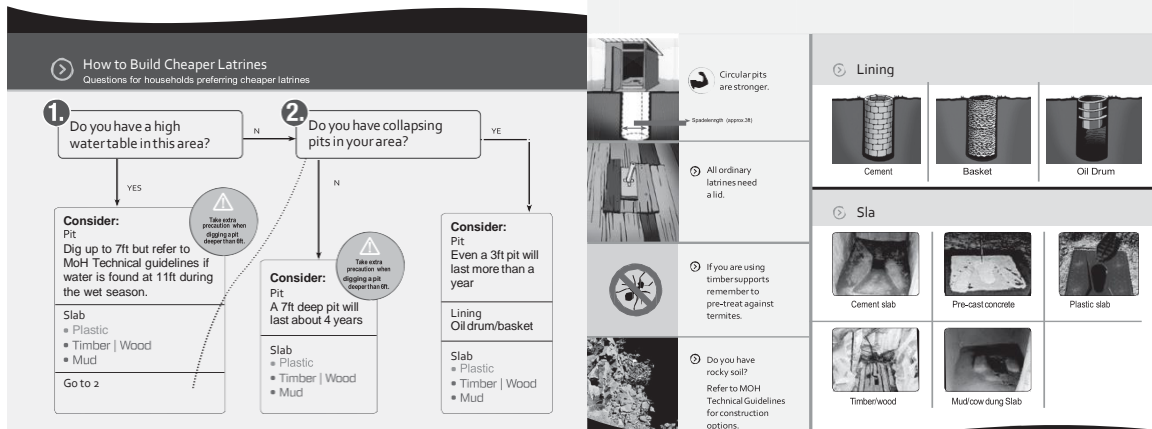 How to Build Cheaper Latrines
Questions for households preferring cheaper latrines
1.
Do you have a high
water table in this area?
N
YES
2.
Do you have collapsing
pits in your area?
YE
N
Consider:
Pit
Dig up to 7ft but refer to
MoH Technical guidelines if
water is found at 11ft during
the wet season.
Slab
• Plastic
• Timber | Wood
• Mud
Go to 2
Take extra
precaution when
digging a pit
deeper than 6ft.
Consider:
Pit
A 7ft deep pit will
last about 4 years
Slab
• Plastic
• Timber | Wood
• Mud
Take extra
precaution when
digging a pit
deeper than 6ft.
Consider:
Pit
Even a 3ft pit will
last more than a
year
Lining
Oil drum/basket
Slab
• Plastic
• Timber | Wood
• Mud
Circular pits
are stronger.
Spadelenngth (approx.3ft)
All ordinary
latrines need
a lid.
If you are using
timber supports
remember to
pre-treat against
termites.
Do you have
rocky soil?
Refer to MOH
Technical Guidelines
for construction
options.
Lining
Cement
Basket
Oil Drum
Sla
Cement slab
Pre-cast concrete
Plastic slab
Timber/wood
Mud/cow dung Slab